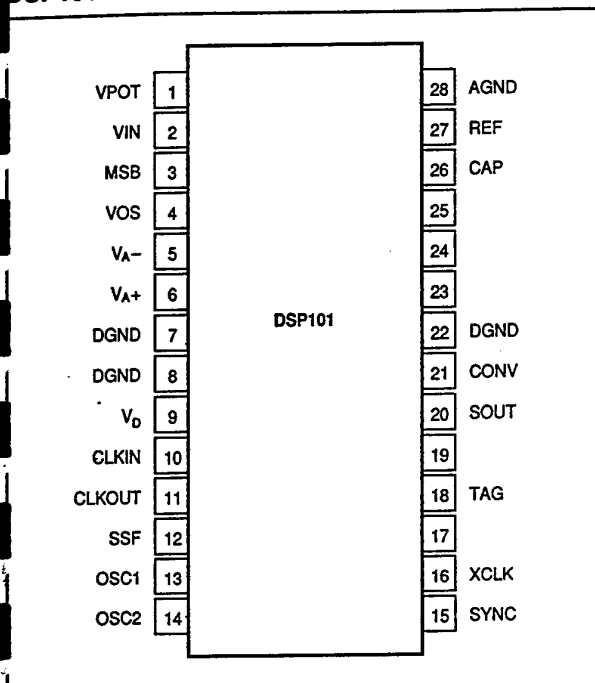 VPOT 1 28 AGND
VIN 2 27 REF
MSB 3 26 CAP
VOS 4 25
VA− 5 24
VA+ 6 23
DSP101
DGND 7 22 DGND
DGND 8 21 CONV
VD 9 20 SOUT
CLKIN 10 19
CLKOUT 11 18 TAG
SSF 12 17
OSC1 13 16 XCLK
OSC2 14 15 SYNC